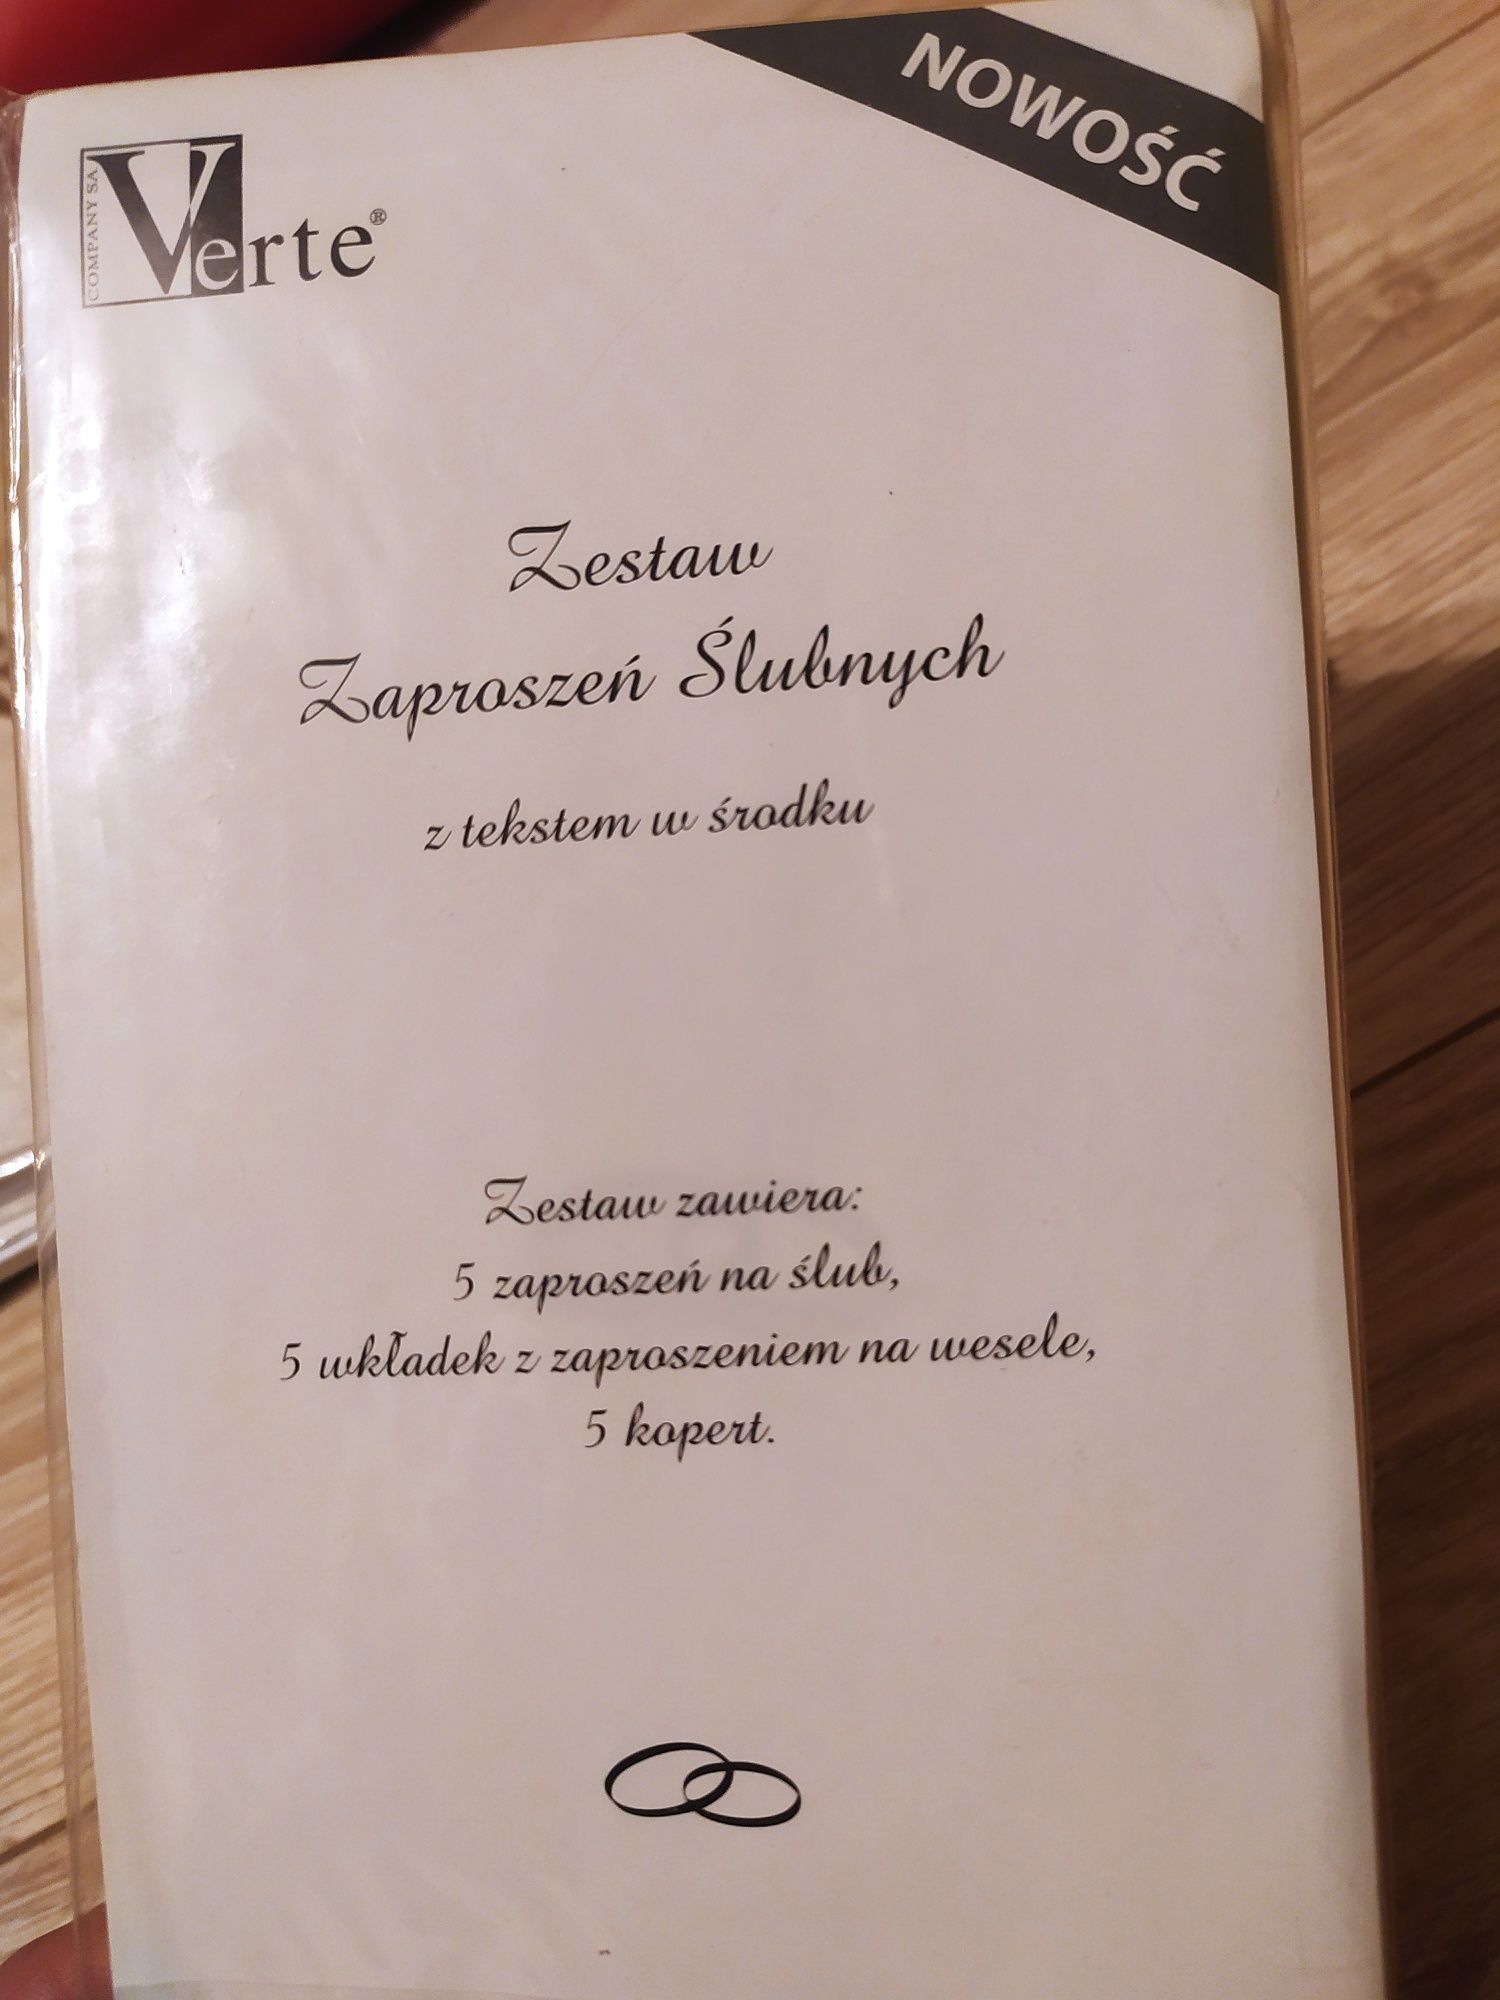 NOWOŚĆ
COMPANY SA
Verte®
Zestaw
Zaproszeń Ślubnych
z tekstem w środku
Zestaw zawiera:
5 zaproszeń na ślub,
5 wkładek z zaproszeniem na wesele,
5 kopert.